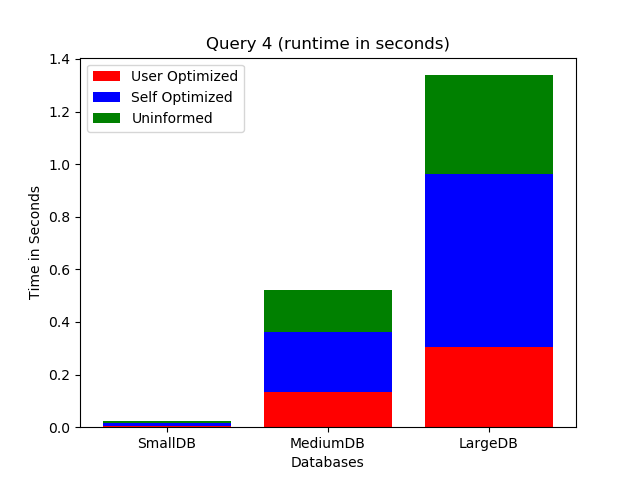 Query 4 (runtime in seconds)
User Optimized
Self Optimized
Uninformed
1.4
1.2
1.0
0.8
0.6
0.4
0.2
0.0
Time in Seconds
SmallDB MediumDB LargeDB
Databases